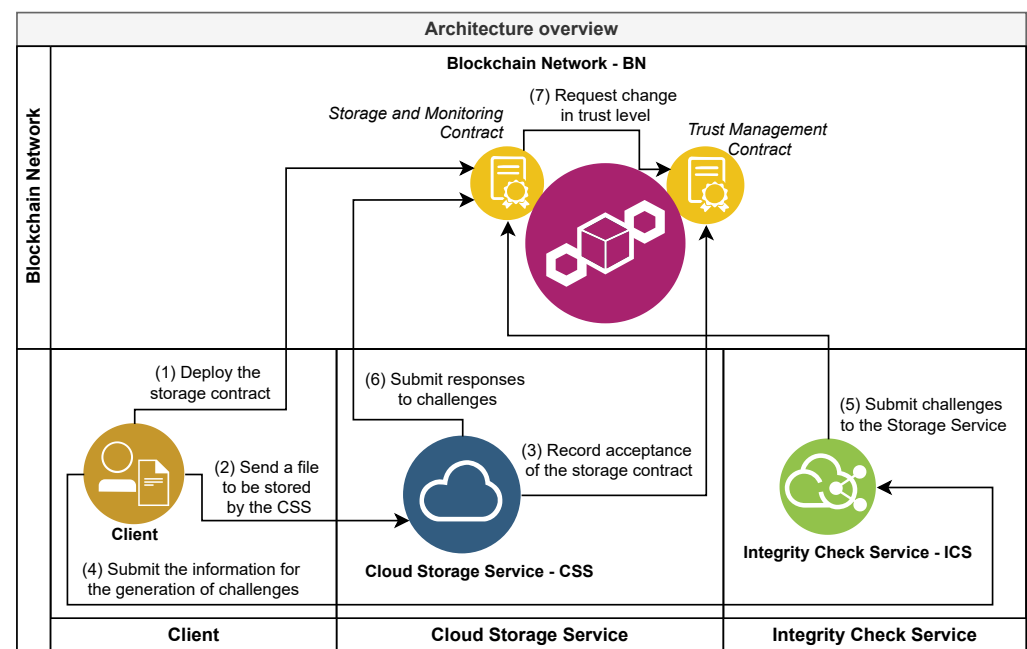 Architecture overview
Blockchain Network
Blockchain Network - BN
(7) Request change
in trust level
Storage and Monitoring
Contract
Trust Management
Contract
(1) Deploy the
storage contract
(6) Submit responses
to challenges
(5) Submit challenges
to the Storage Service
(3) Record acceptance
of the storage contract
(2) Send a file
to be stored
by the CSS
Client
Cloud Storage Service - CSS
Integrity Check Service - ICS
(4) Submit the information for
the generation of challenges
Client
Cloud Storage Service
Integrity Check Service